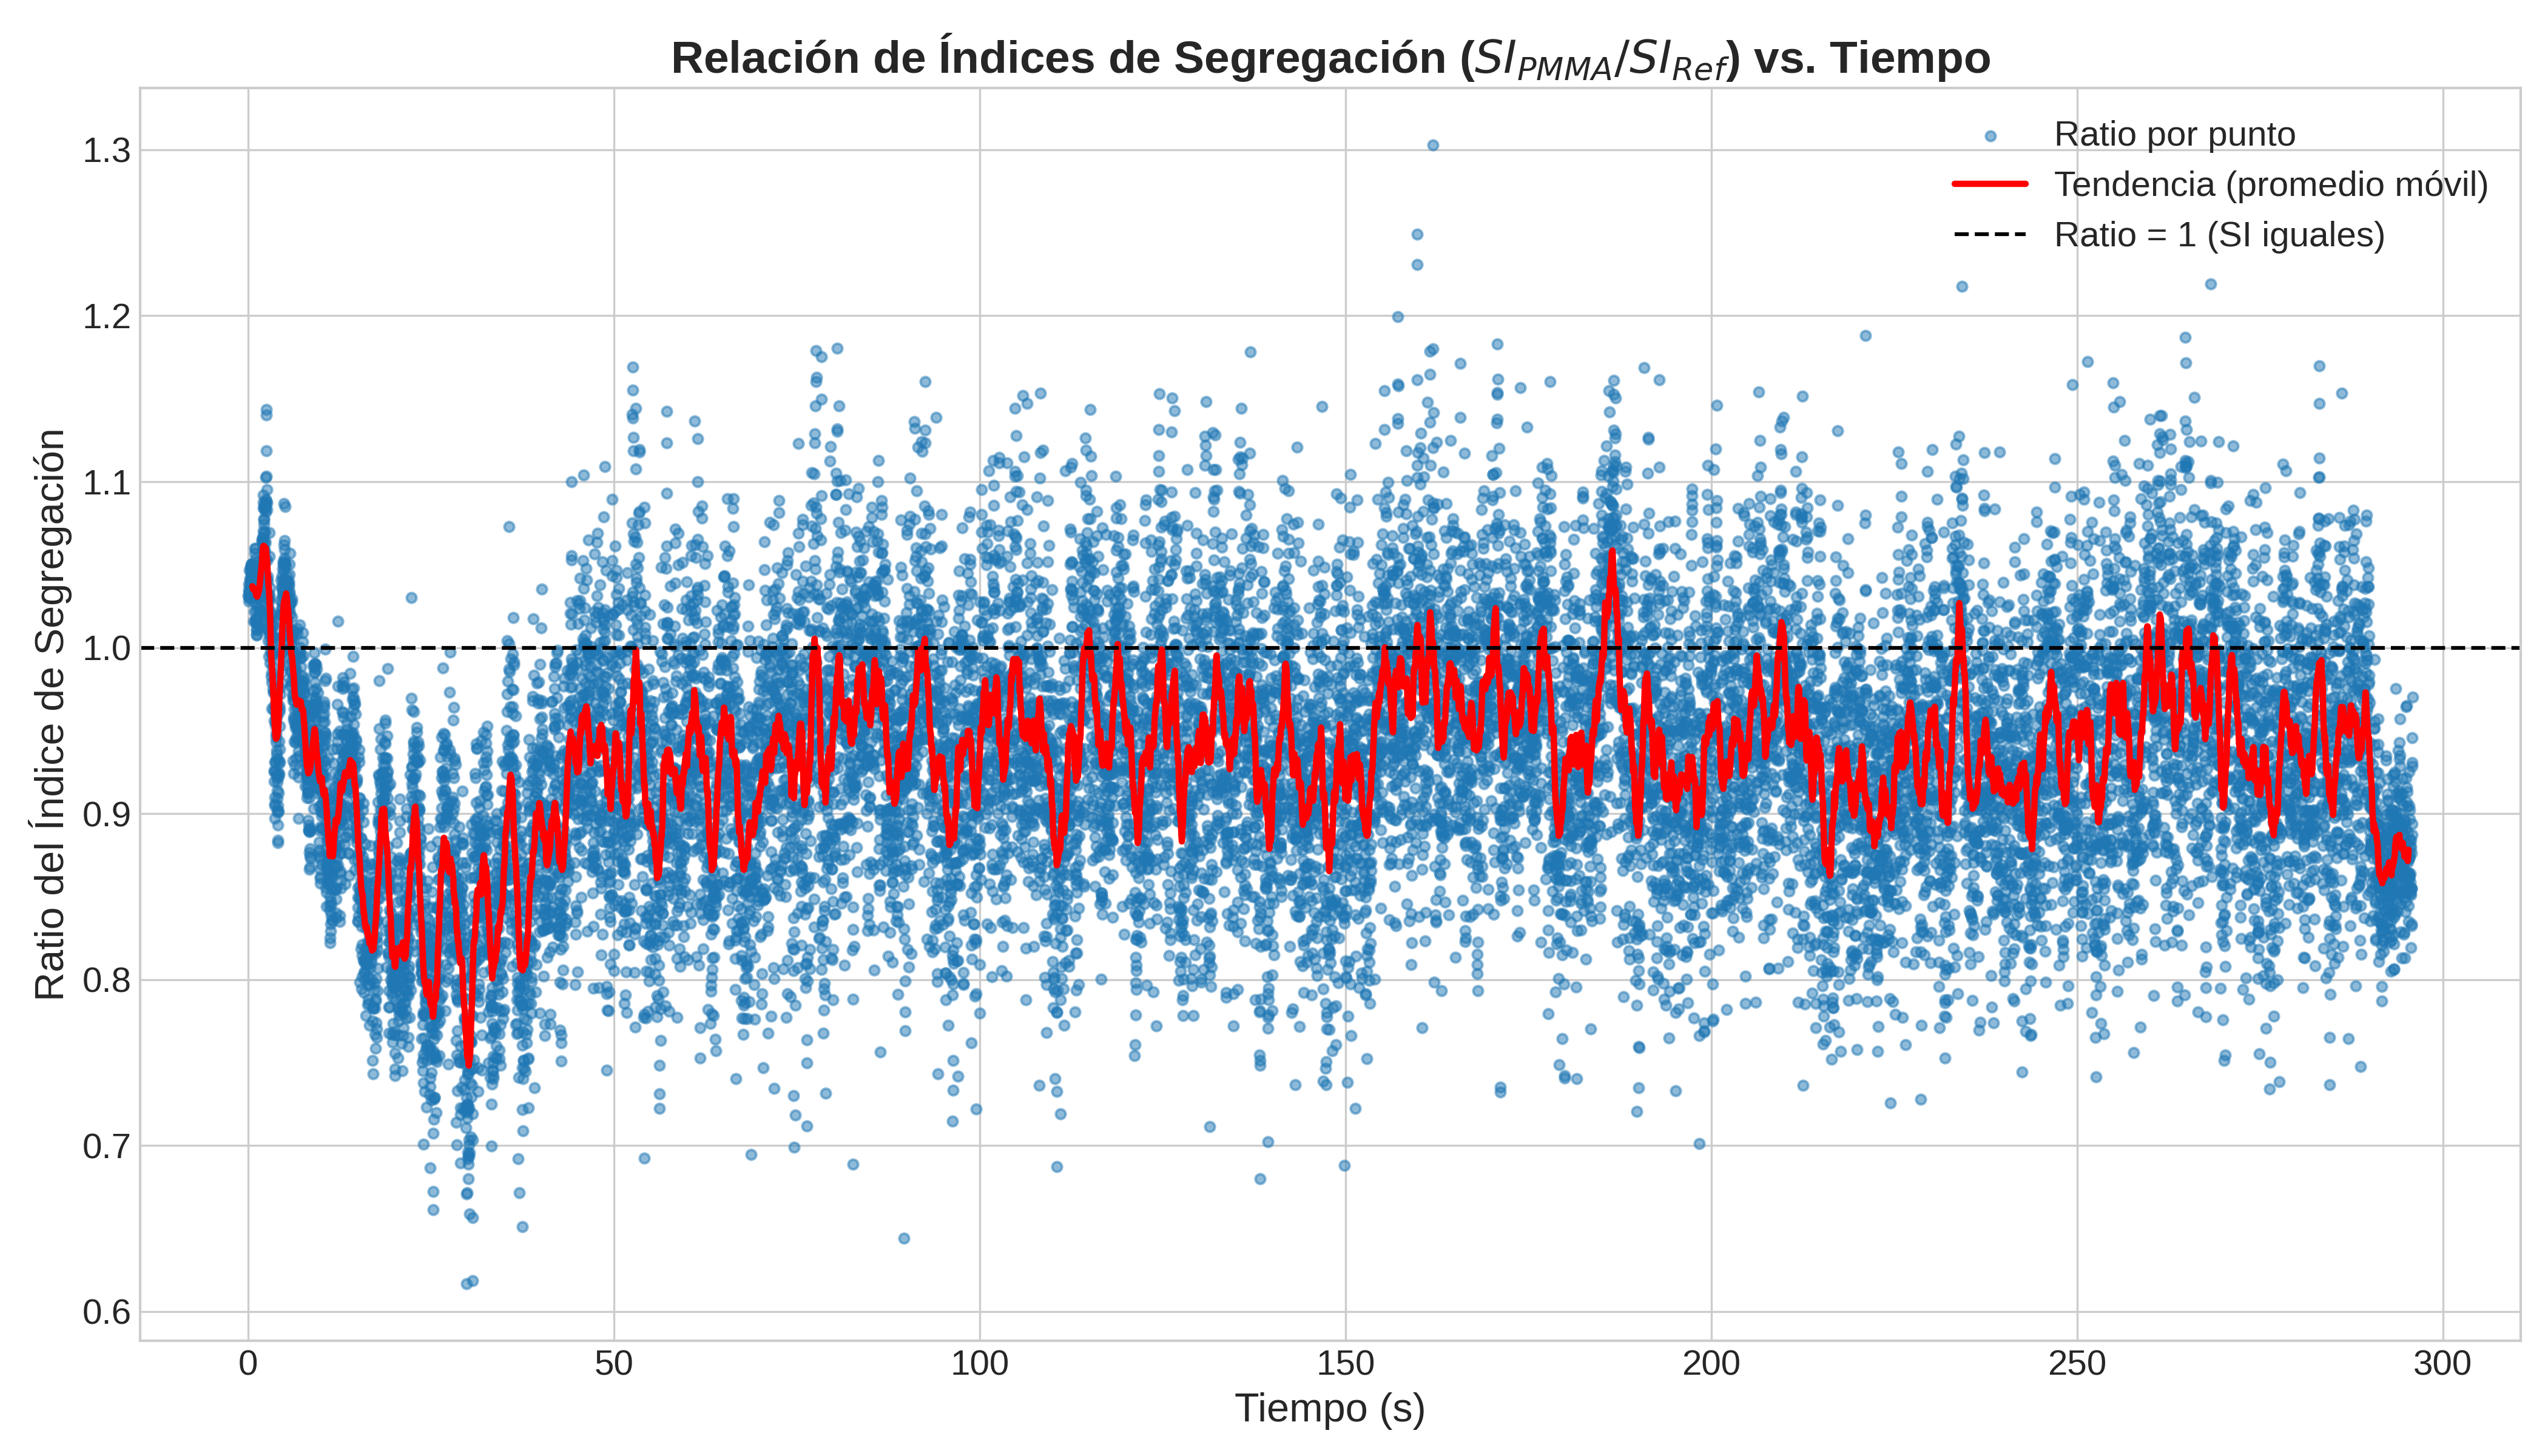 Relación de Índices de Segregación (SI_PMMA/SI_Ref) vs. Tiempo
Ratio por punto
Tendencia (promedio móvil)
Ratio = 1 (SI iguales)
Ratio del Índice de Segregación
1.3
1.2
1.1
1.0
0.9
0.8
0.7
0.6
0 50 100 150 200 250 300
Tiempo (s)